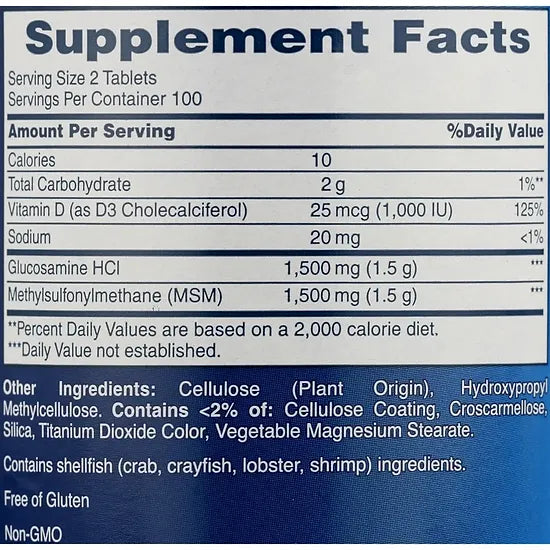 Supplement Facts
Serving Size 2 Tablets
Servings Per Container 100
Amount Per Serving %Daily Value
Calories 10
Total Carbohydrate 2 g 1%**
Vitamin D (as D3 Cholecalciferol) 25 mcg (1,000 IU) 125%
Sodium 20 mg <1%
Glucosamine HCl 1,500 mg (1.5 g) ***
Methylsulfonylmethane (MSM) 1,500 mg (1.5 g) ***
**Percent Daily Values are based on a 2,000 calorie diet.
***Daily Value not established.
Other Ingredients: Cellulose (Plant Origin), Hydroxypropyl
Methylcellulose. Contains <2% of: Cellulose Coating, Croscarmellose,
Silica, Titanium Dioxide Color, Vegetable Magnesium Stearate.
Contains shellfish (crab, crayfish, lobster, shrimp) ingredients.
Free of Gluten
Non-GMO